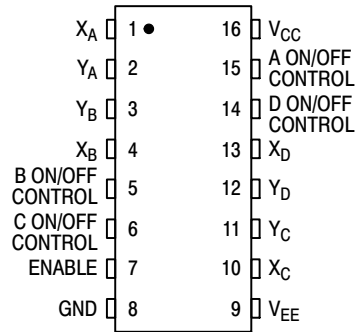 X_A 1 16 V_CC
Y_A 2 15 A ON/OFF CONTROL
Y_B 3 14 D ON/OFF CONTROL
X_B 4 13 X_D
B ON/OFF CONTROL 5 12 Y_D
C ON/OFF CONTROL 6 11 Y_C
ENABLE 7 10 X_C
GND 8 9 V_EE